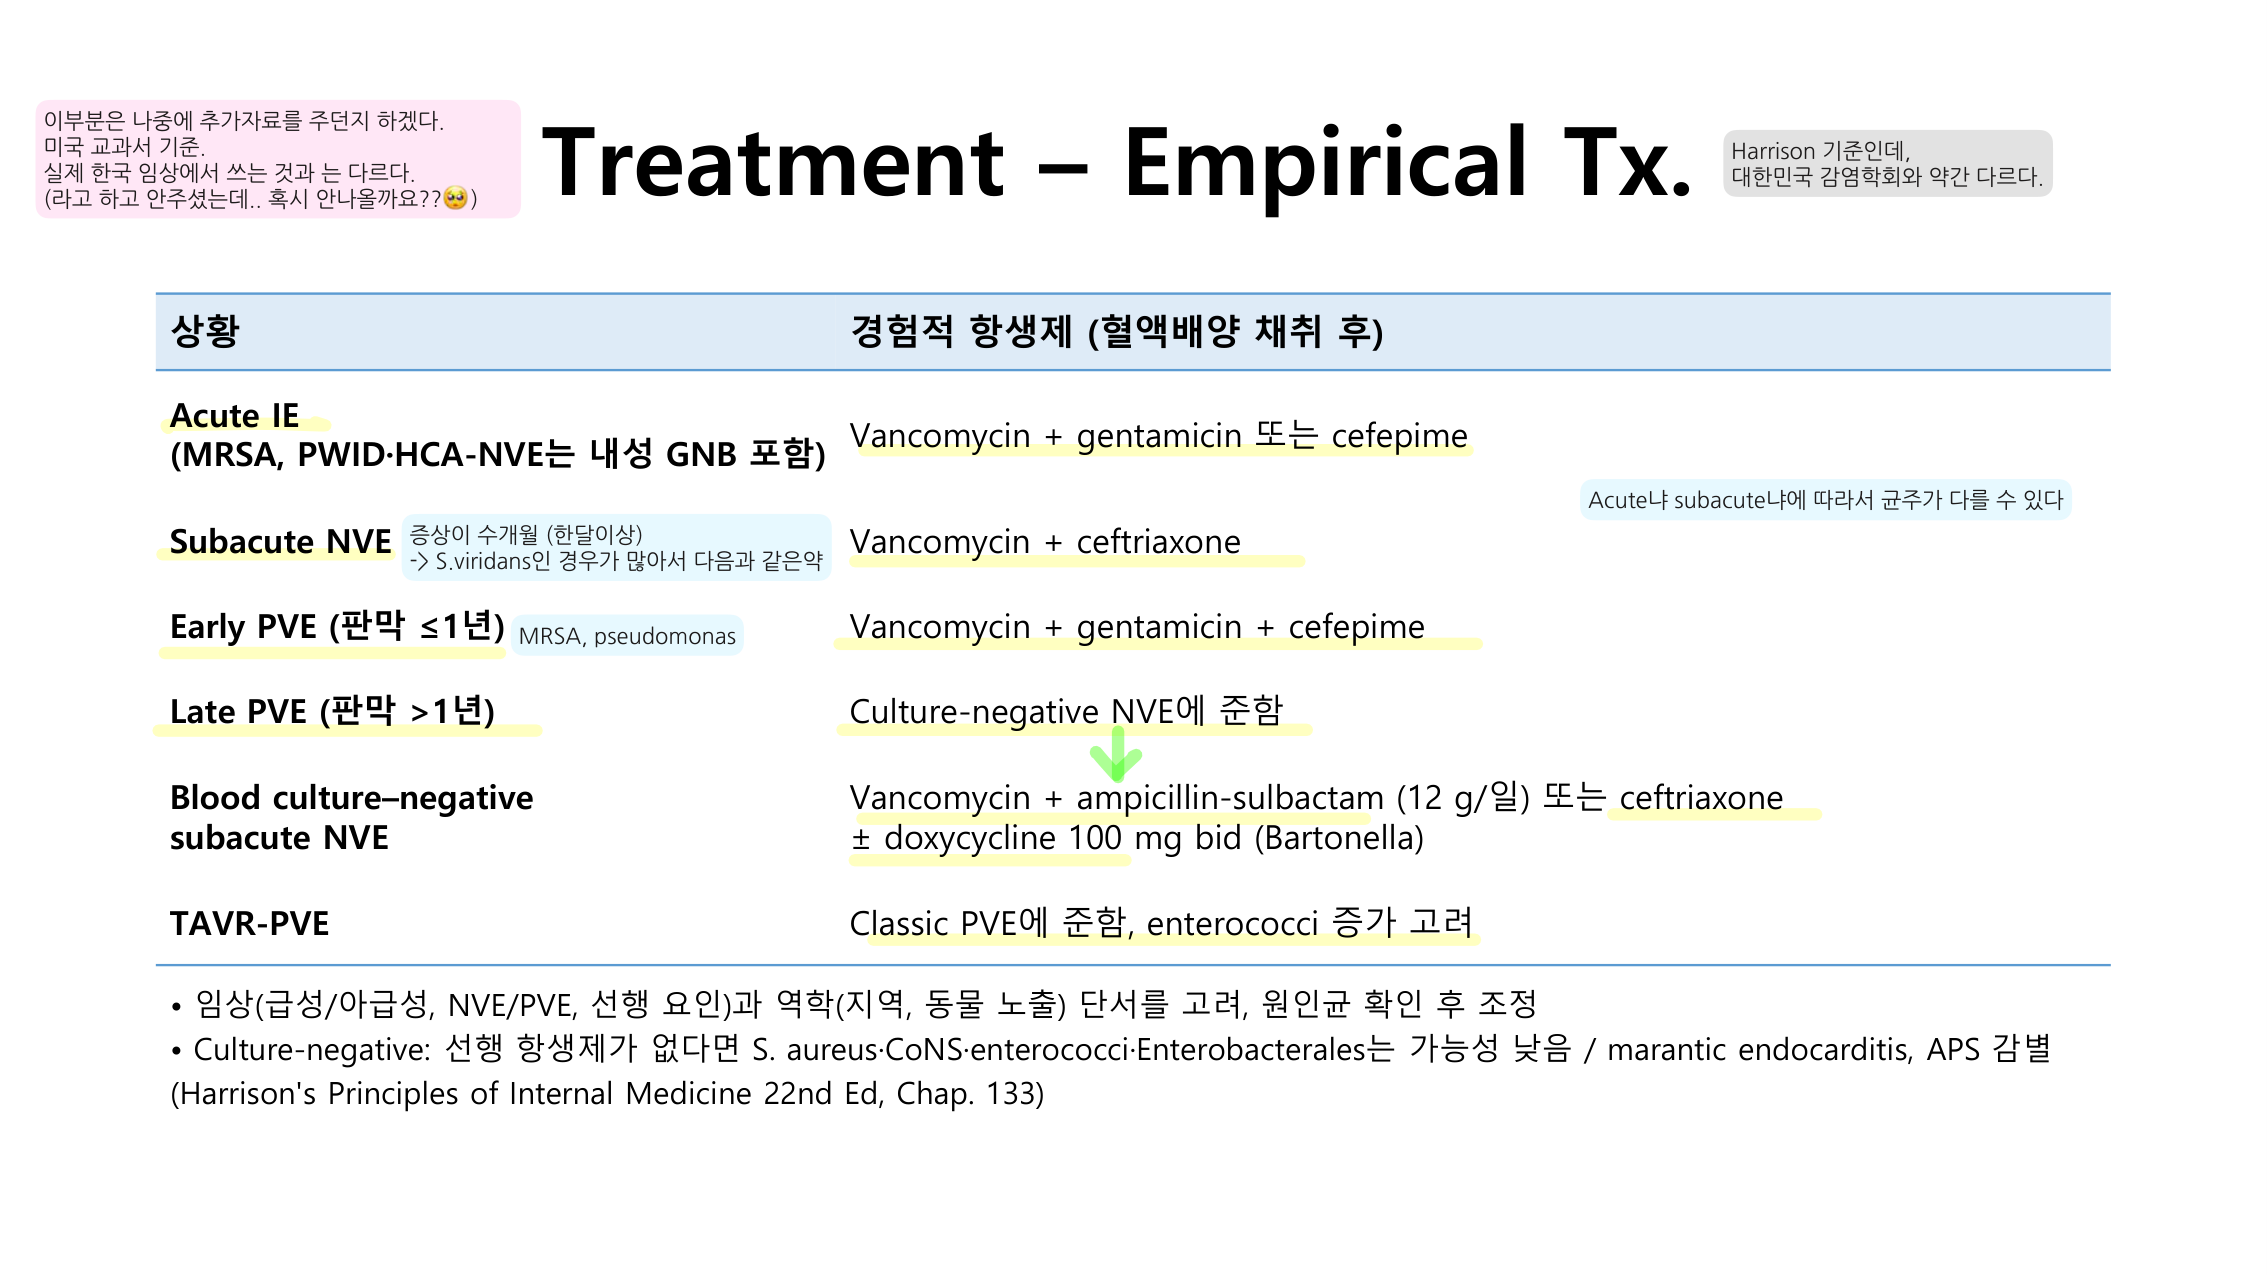 이부분은 나중에 추가자료를 주던지 하겠다.
미국 교과서 기준.
실제 한국 임상에서 쓰는 것과 는 다르다.
(라고 하고 안주셨는데.. 혹시 안나올까요??🥺)
Treatment – Empirical Tx.
Harrison 기준인데,
대한민국 감염학회와 약간 다르다.
상황
경험적 항생제 (혈액배양 채취 후)
Acute IE
(MRSA, PWID·HCA-NVE는 내성 GNB 포함)
Vancomycin + gentamicin 또는 cefepime
Acute냐 subacute냐에 따라서 균주가 다를 수 있다
Subacute NVE
증상이 수개월 (한달이상)
-> S.viridans인 경우가 많아서 다음과 같은약
Vancomycin + ceftriaxone
Early PVE (판막 ≤1년)
MRSA, pseudomonas
Vancomycin + gentamicin + cefepime
Late PVE (판막 >1년)
Culture-negative NVE에 준함
Blood culture–negative
subacute NVE
Vancomycin + ampicillin-sulbactam (12 g/일) 또는 ceftriaxone
± doxycycline 100 mg bid (Bartonella)
TAVR-PVE
Classic PVE에 준함, enterococci 증가 고려
• 임상(급성/아급성, NVE/PVE, 선행 요인)과 역학(지역, 동물 노출) 단서를 고려, 원인균 확인 후 조정
• Culture-negative: 선행 항생제가 없다면 S. aureus·CoNS·enterococci·Enterobacterales는 가능성 낮음 / marantic endocarditis, APS 감별
(Harrison's Principles of Internal Medicine 22nd Ed, Chap. 133)